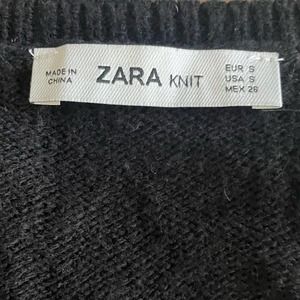 MADE IN
CHINA
ZARA KNIT
EUR S
USA S
MEX 26